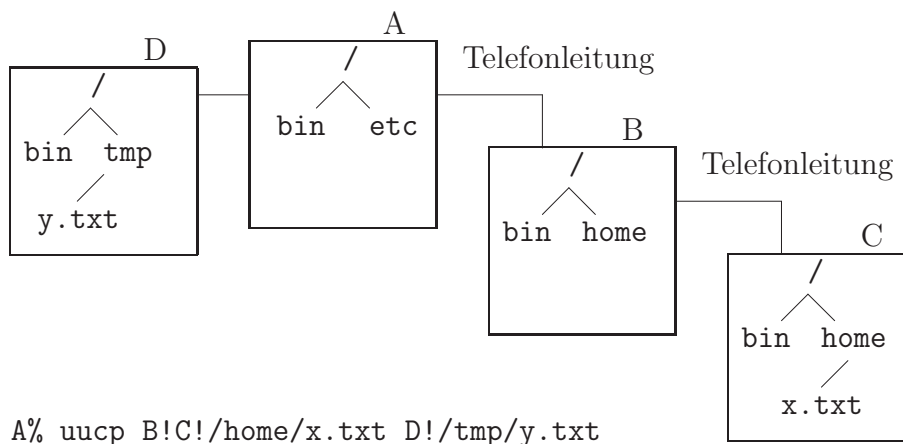 D
/
bin tmp
y.txt
A
/
bin etc
Telefonleitung
B
/
bin home
Telefonleitung
C
/
bin home
x.txt
A% uucp B!C!/home/x.txt D!/tmp/y.txt